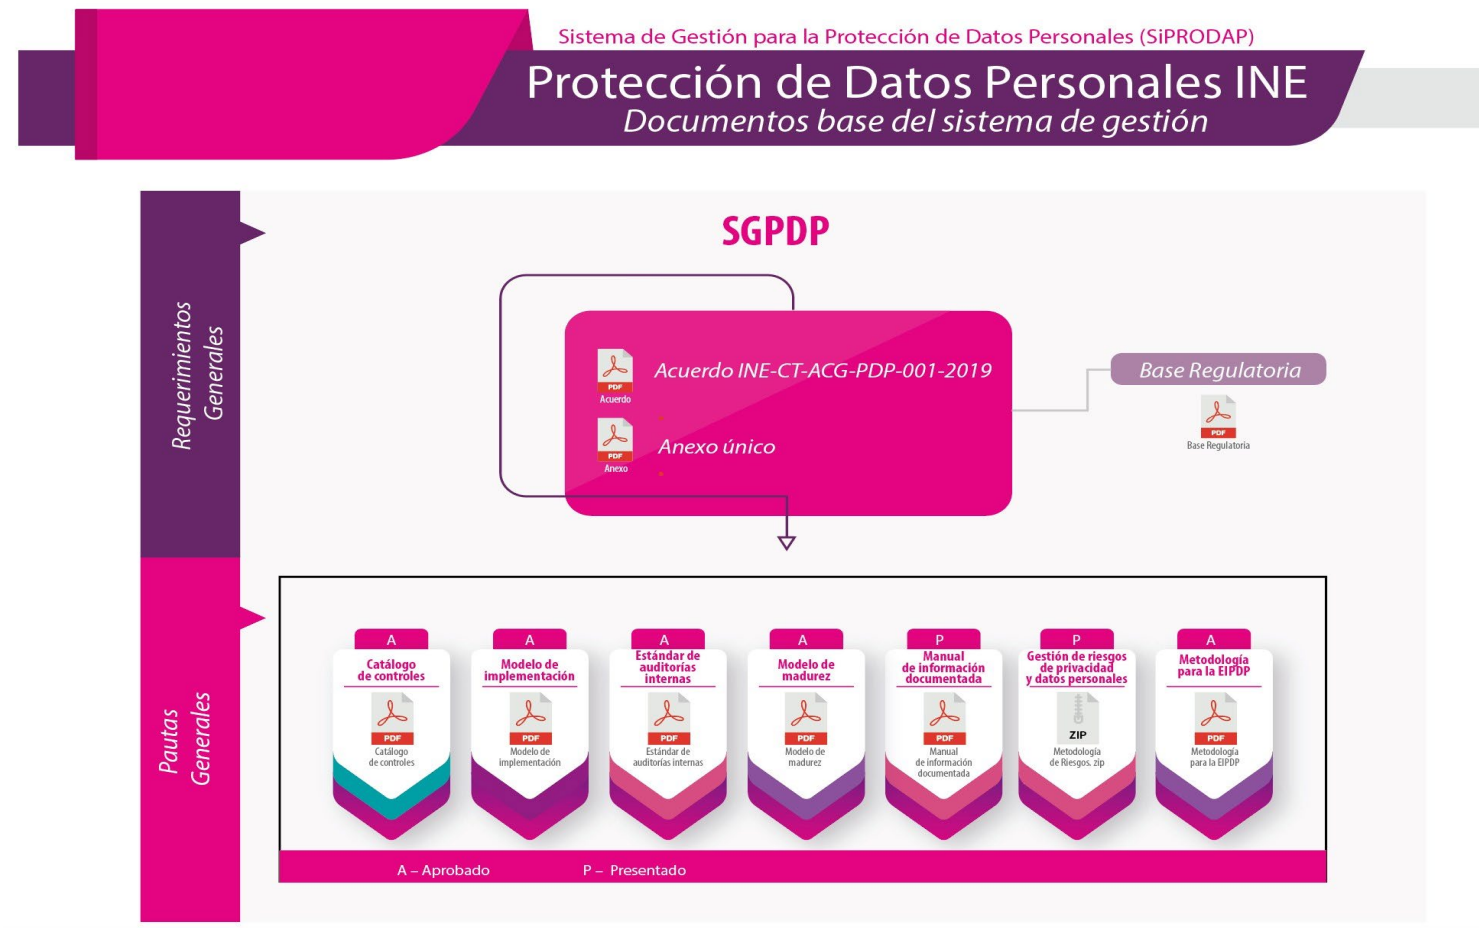 Sistema de Gestión para la Protección de Datos Personales (SiPRODAP)
Protección de Datos Personales INE
Documentos base del sistema de gestión
Requerimientos
Generales
SGPDP
PDF
Acuerdo
Acuerdo INE-CT-ACG-PDP-001-2019
PDF
Anexo
Anexo único
Base Regulatoria
PDF
Base Regulatoria
Pautas
Generales
A
Catálogo
de controles
PDF
Catálogo
de controles
A
Modelo de
implementación
PDF
Modelo de
implementación
A
Estándar de
auditorías
internas
PDF
Estándar de
auditorías internas
A
Modelo de
madurez
PDF
Modelo de
madurez
P
Manual
de información
documentada
PDF
Manual
de información
documentada
P
Gestión de riesgos
de privacidad
y datos personales
ZIP
Metodología
de Riesgos. zip
A
Metodología
para la EIPDP
PDF
Metodología
para la EIPDP
A – Aprobado
P – Presentado